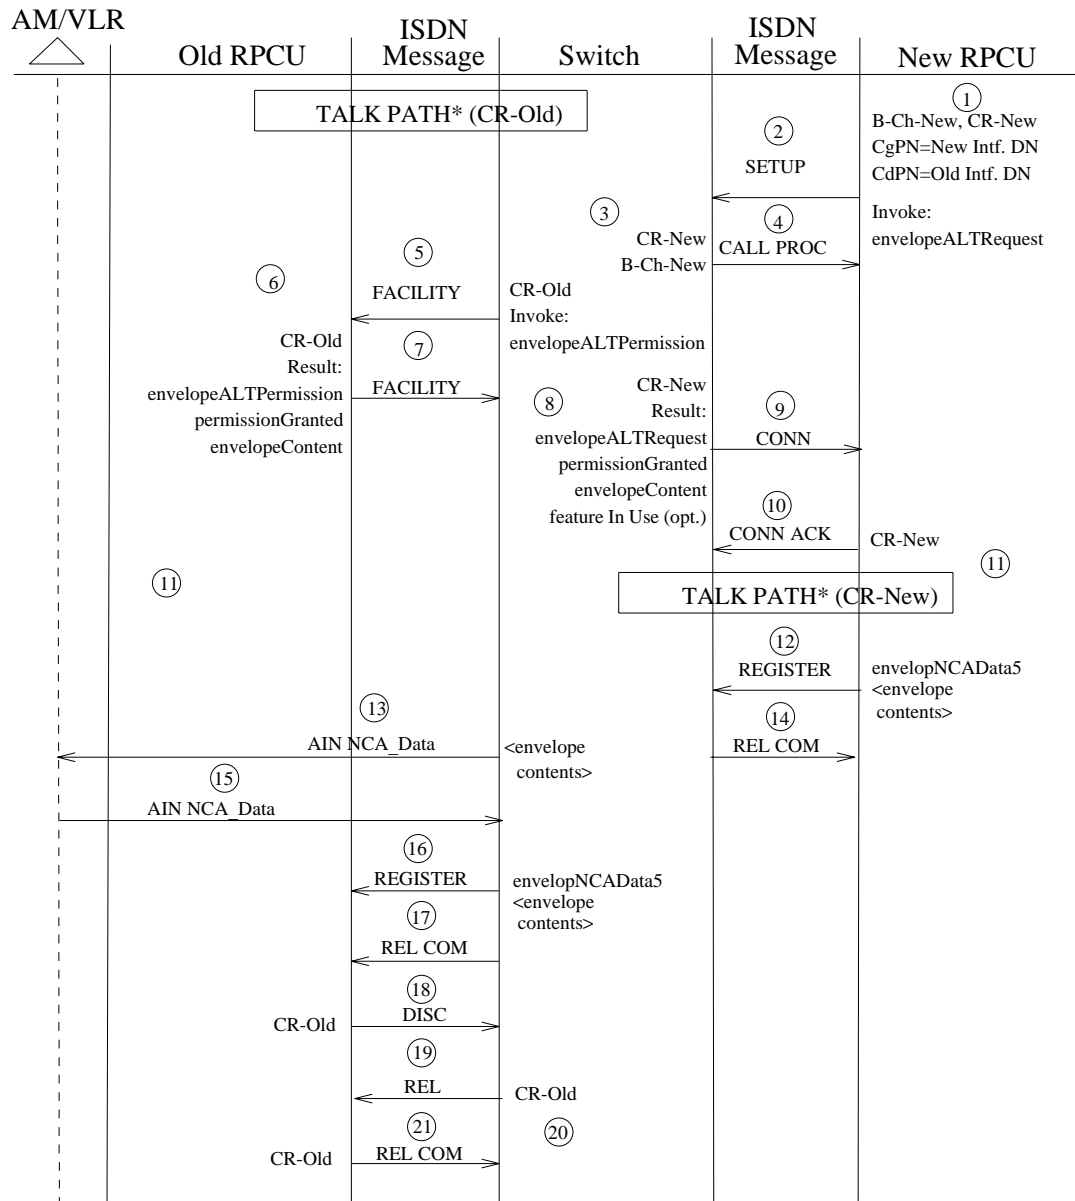 AM/VLR
Old RPCU
ISDN
Message
Switch
ISDN
Message
New RPCU
TALK PATH* (CR-Old)
1
B-Ch-New, CR-New
CgPN=New Intf. DN
CdPN=Old Intf. DN
2
SETUP
Invoke:
envelopeALTRequest
3
CR-New
B-Ch-New
4
CALL PROC
5
FACILITY
6
CR-Old
Invoke:
envelopeALTPermission
CR-Old
Result:
envelopeALTPermission
permissionGranted
envelopeContent
7
FACILITY
8
CR-New
Result:
envelopeALTRequest
permissionGranted
envelopeContent
feature In Use (opt.)
9
CONN
10
CONN ACK
CR-New
11
11
TALK PATH* (CR-New)
12
REGISTER
envelopNCAData5
<envelope
contents>
13
AIN NCA_Data
<envelope
contents>
14
REL COM
15
AIN NCA_Data
16
REGISTER
envelopNCAData5
<envelope
contents>
17
REL COM
18
DISC
CR-Old
19
REL
CR-Old
20
21
REL COM
CR-Old